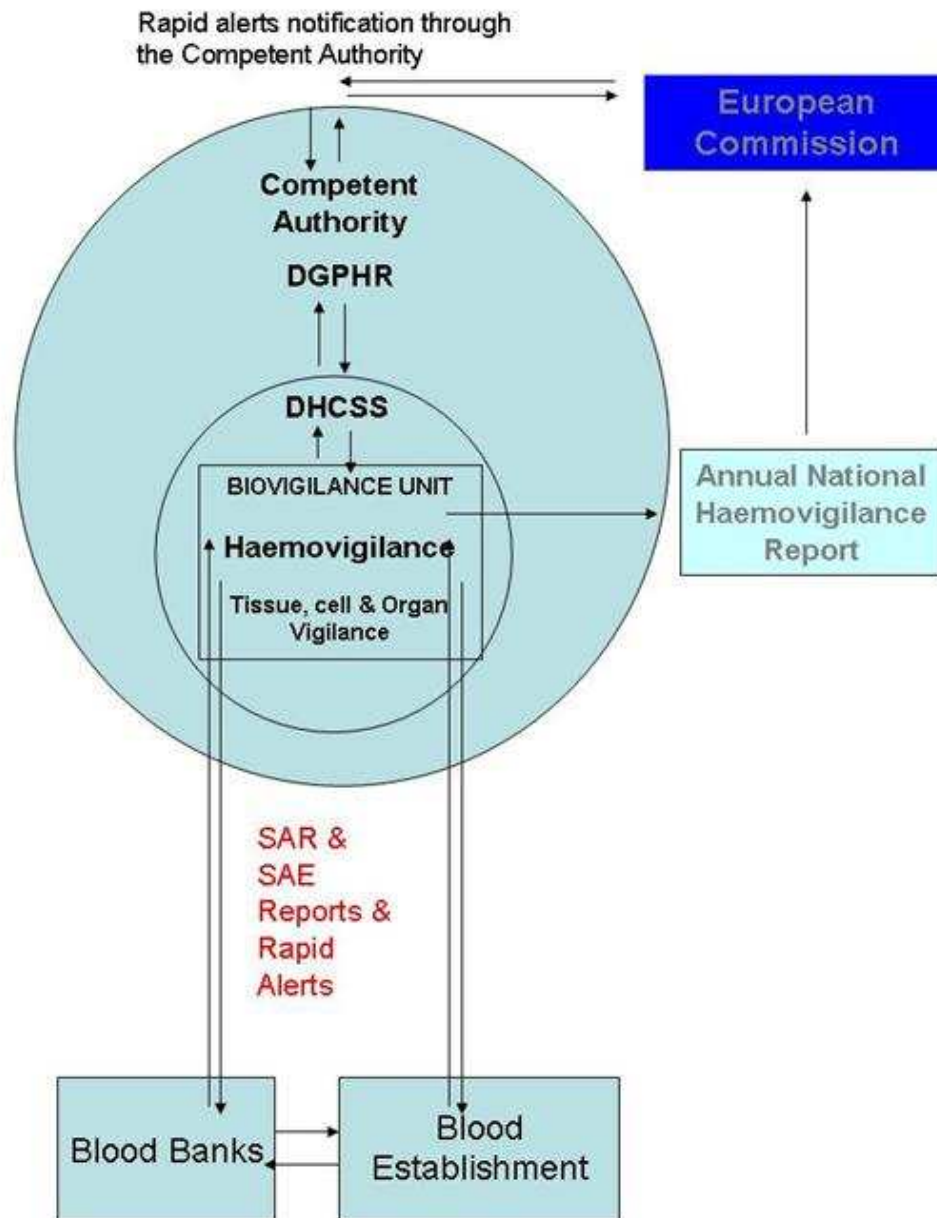 Rapid alerts notification through
the Competent Authority
European
Commission
Competent
Authority
DGPHR
DHCSS
BIOVIGILANCE UNIT
Haemovigilance
Tissue, cell & Organ
Vigilance
Annual National
Haemovigilance
Report
SAR &
SAE
Reports &
Rapid
Alerts
Blood Banks
Blood
Establishment